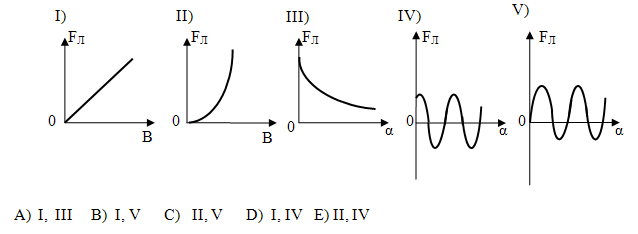 I) II) III) IV) V)
Fл Fл Fл Fл Fл
0 0 0 0 0
B B α α α
A) I, III B) I, V C) II, V D) I, IV E) II, IV